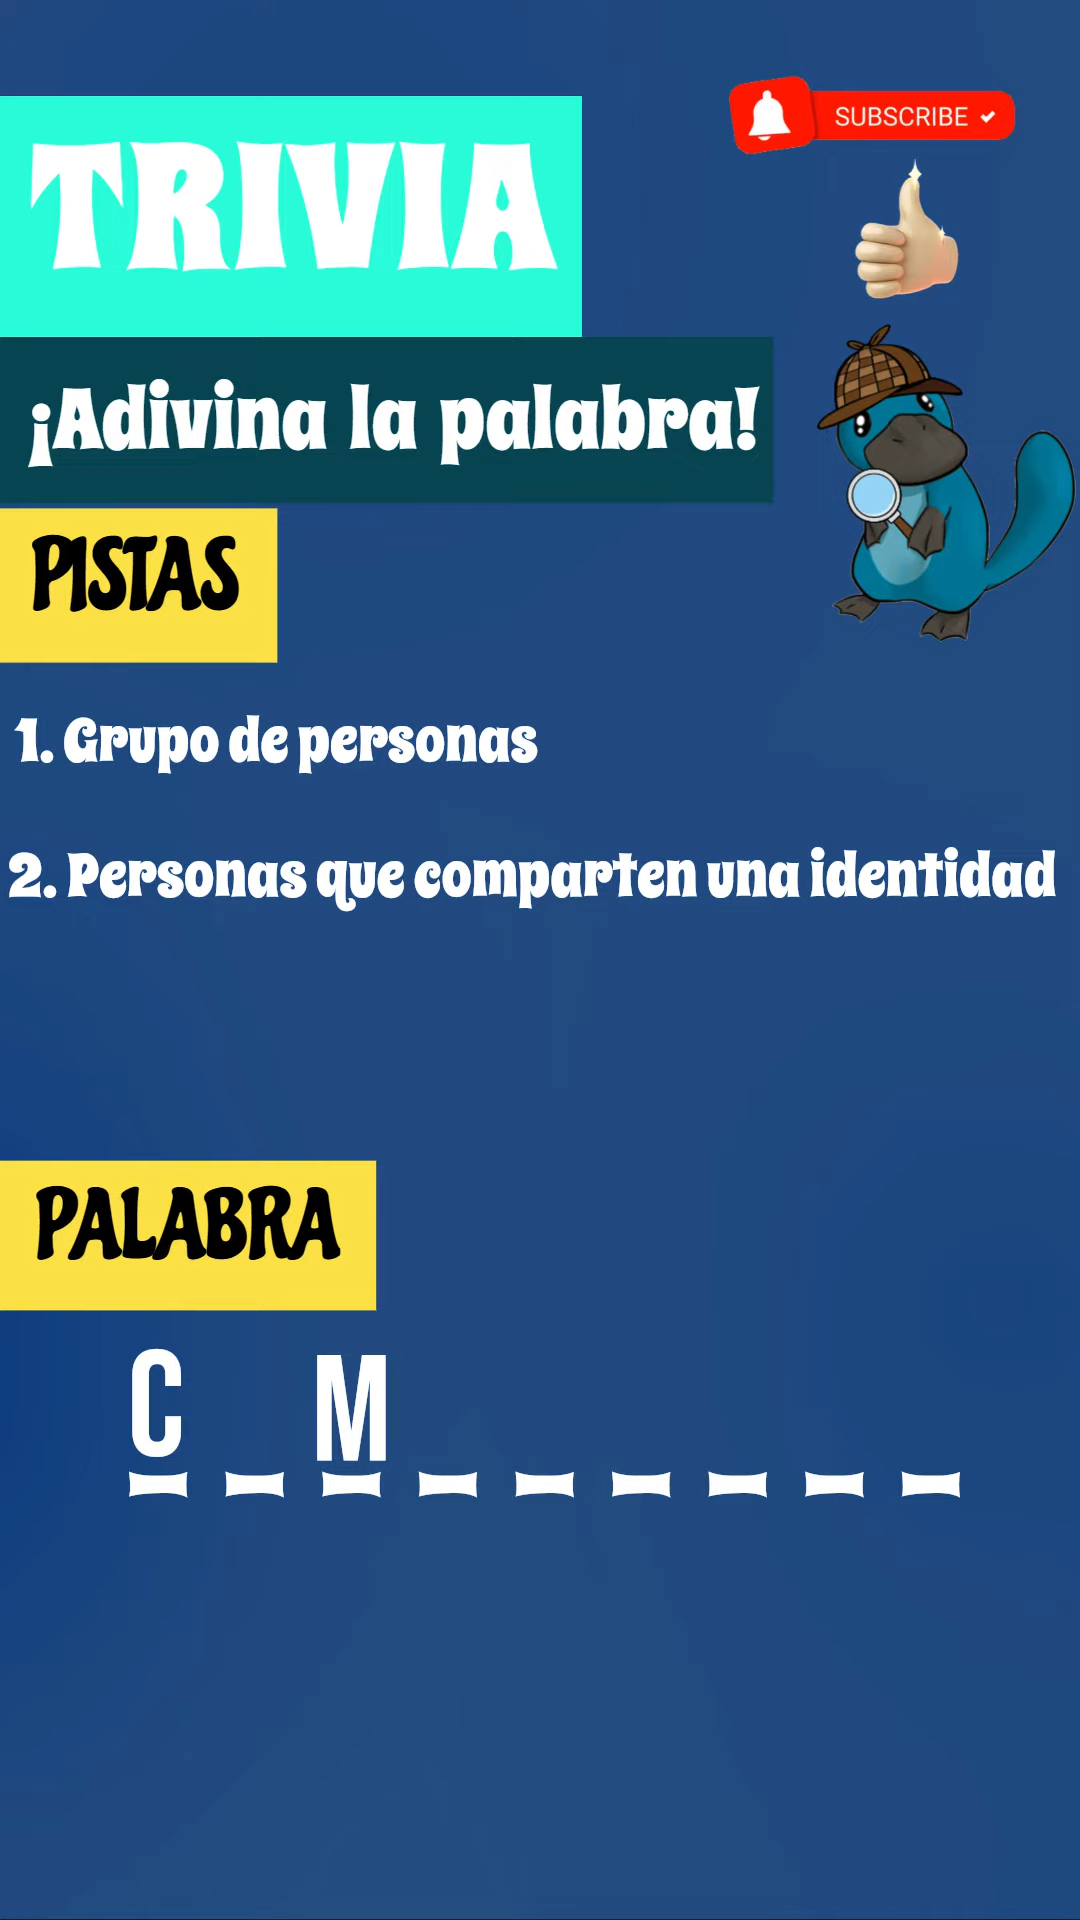 SUBSCRIBE
TRIVIA
¡Adivina la palabra!
PISTAS
1. Grupo de personas
2. Personas que comparten una identidad
PALABRA
C M
_ _ _ _ _ _ _ _ _